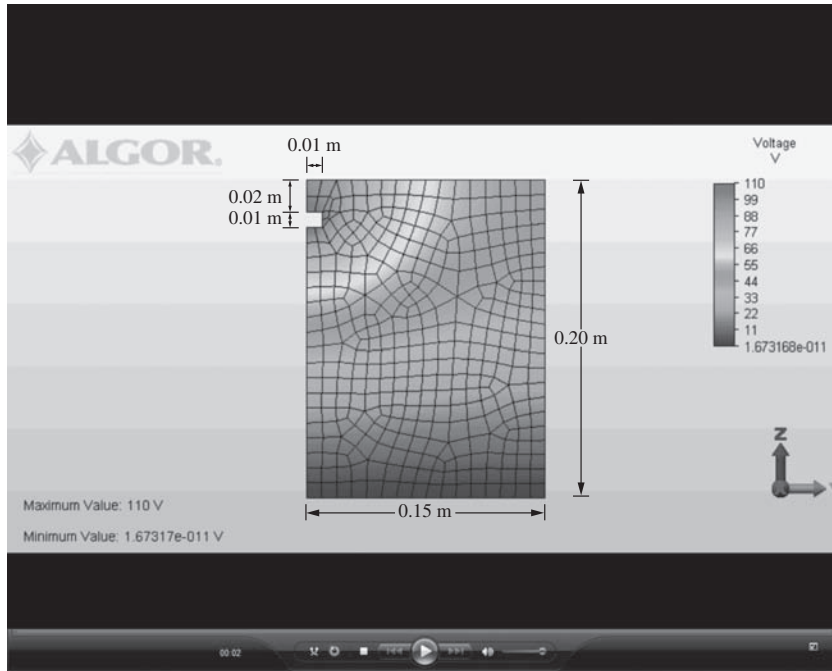 ALGOR.
0.01 m
Voltage
V
0.02 m
0.01 m
110
99
88
77
66
55
44
33
22
11
1.673168e-011
0.20 m
Z
0.15 m
Maximum Value: 110 V
Minimum Value: 1.67317e-011 V
00:02